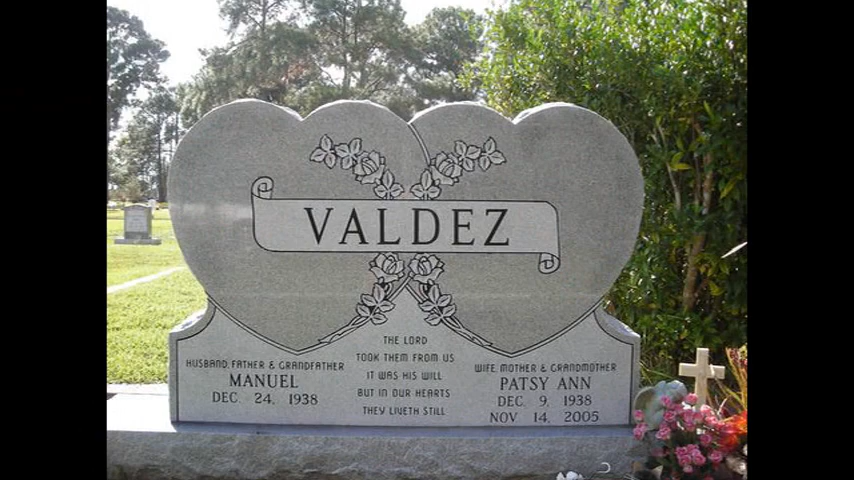 VALDEZ
HUSBAND, FATHER & GRANDFATHER
MANUEL
DEC. 24, 1938
THE LORD
TOOK THEM FROM US
IT WAS HIS WILL
BUT IN OUR HEARTS
THEY LIVETH STILL
WIFE, MOTHER & GRANDMOTHER
PATSY ANN
DEC. 9, 1938
NOV 14, 2005